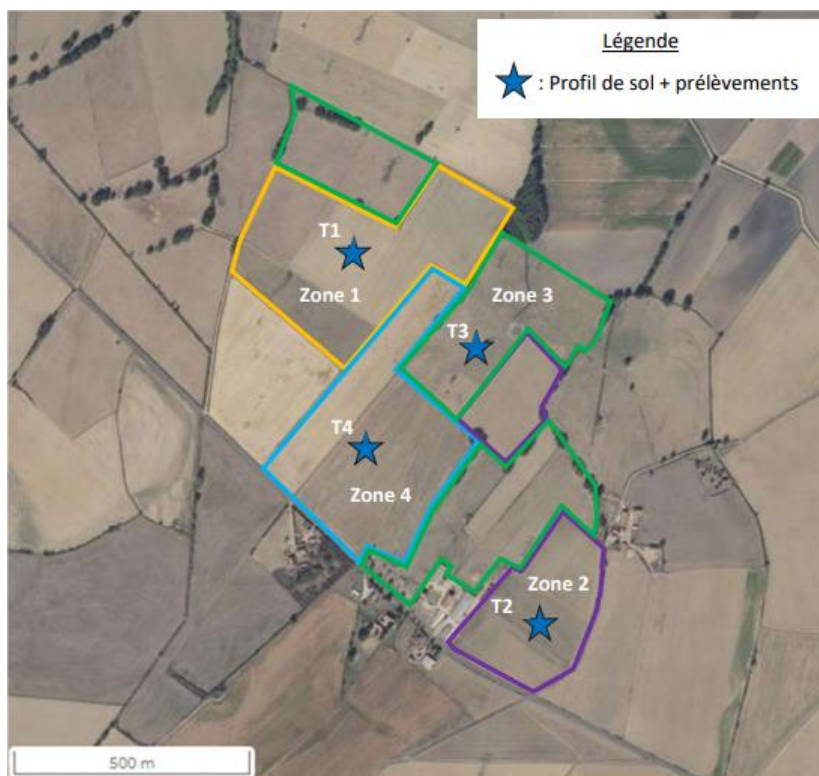 Légende
: Profil de sol + prélèvements
T1
Zone 1
Zone 3
T3
T4
Zone 4
Zone 2
T2
500 m